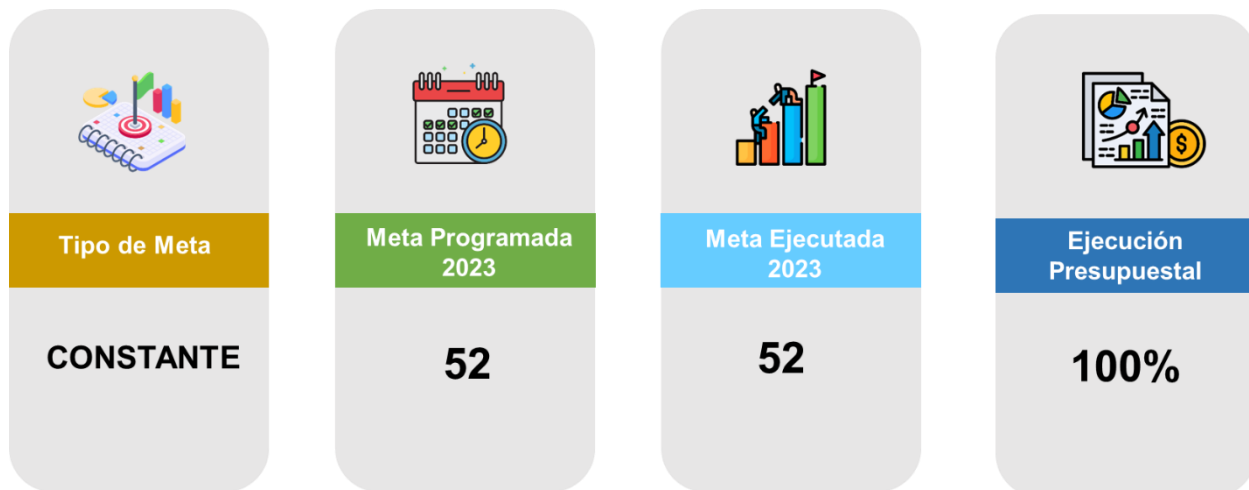 Tipo de Meta
CONSTANTE
Meta Programada
2023
52
Meta Ejecutada
2023
52
Ejecución
Presupuestal
100%